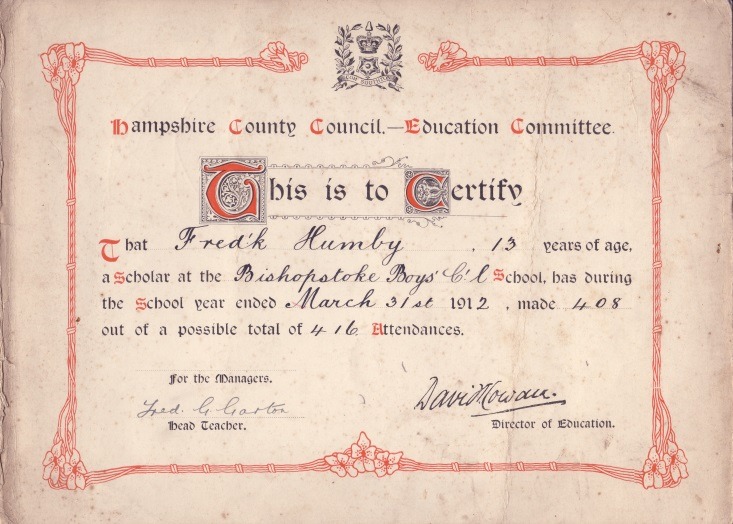 Hampshire County Council.—Education Committee.
This is to Certify
That Fred'k Humby, 13 years of age,
a Scholar at the Bishopstoke Boys' C'l School, has during
the School year ended March 31st 1912, made 408
out of a possible total of 416 Attendances.
For the Managers.
Fred. G. Garton
David Cowan.
Head Teacher.
Director of Education.